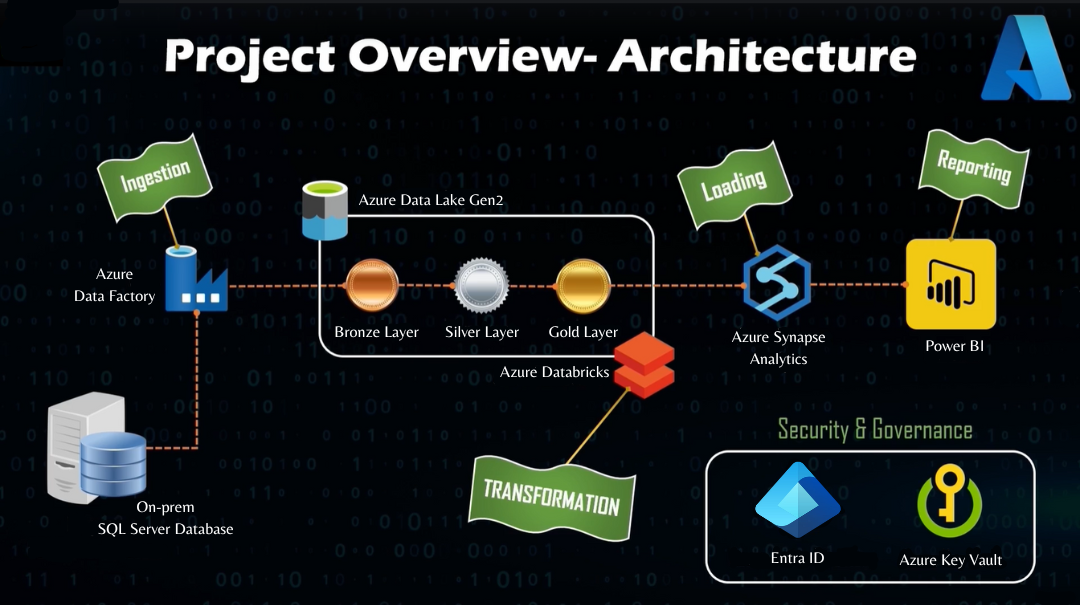 Project Overview- Architecture
Ingestion
Azure
Data Factory
On-prem
SQL Server Database
Azure Data Lake Gen2
Bronze Layer
Silver Layer
Gold Layer
Azure Databricks
TRANSFORMATION
Loading
Azure Synapse
Analytics
Reporting
Power BI
Security & Governance
Entra ID
Azure Key Vault